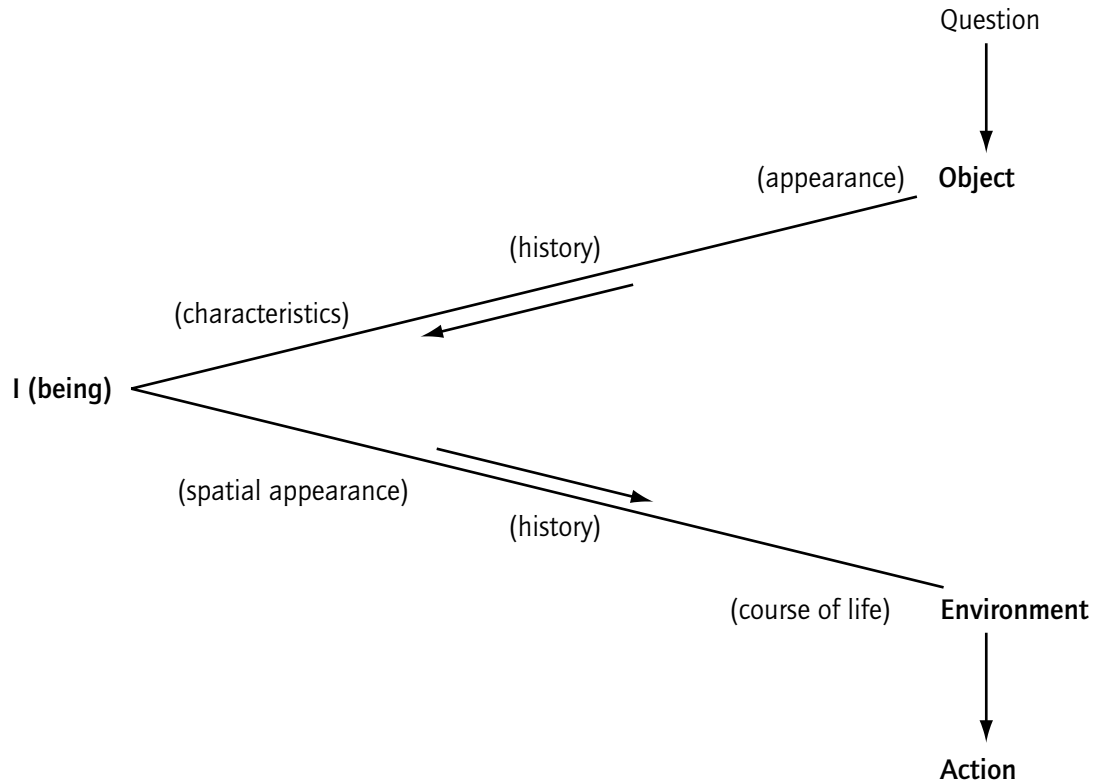 Question
(appearance) Object
(history)
(characteristics)
I (being)
(spatial appearance)
(history)
(course of life) Environment
Action